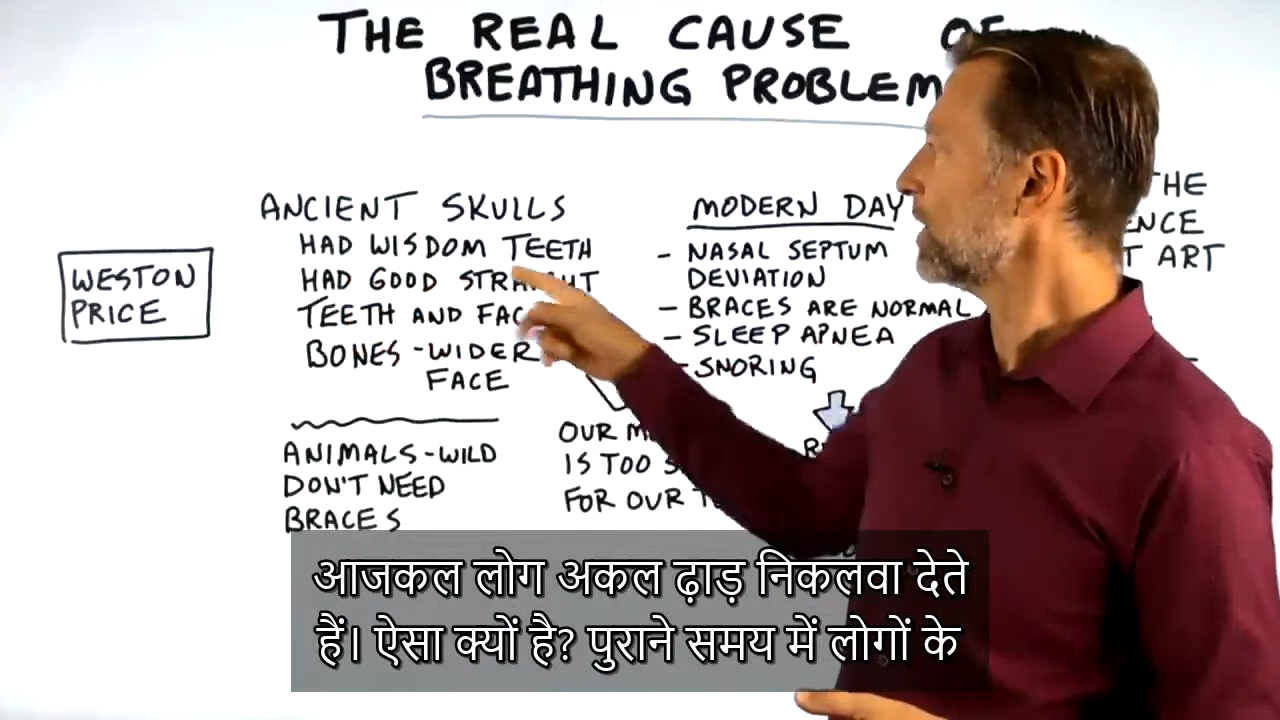 THE REAL CAUSE OF
BREATHING PROBLEM
WESTON
PRICE
ANCIENT SKULLS
HAD WISDOM TEETH
HAD GOOD STRAIGHT
TEETH AND
BONES - WIDER
FACE
ANIMALS - WILD
DON'T NEED
BRACES
OUR
IS TOO
FOR OUR
MODERN DAY
- NASAL SEPTUM
DEVIATION
- BRACES ARE NORMAL
- SLEEP APNEA
- SNORING
THE
ART
आजकल लोग अकल ढ़ाड़ निकलवा देते
हैं। ऐसा क्यों है? पुराने समय में लोगों के